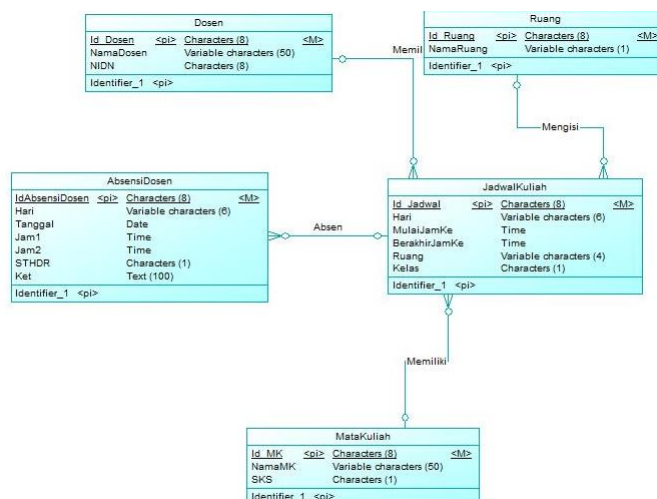 Dosen
Id_Dosen <pi> Characters (8) <M>
NamaDosen Variable characters (50)
NIDN Characters (8)
Identifier_1 <pi>
Ruang
Id_Ruang <pi> Characters (8) <M>
NamaRuang Variable characters (1)
Identifier_1 <pi>
Memil
Mengisi
AbsensiDosen
IdAbsensiDosen <pi> Characters (8) <M>
Hari Variable characters (6)
Tanggal Date
Jam1 Time
Jam2 Time
STHDR Characters (1)
Ket Text (100)
Identifier_1 <pi>
Absen
JadwalKuliah
Id_Jadwal <pi> Characters (8) <M>
Hari Variable characters (6)
MulaiJamKe Time
BerakhirJamKe Time
Ruang Variable characters (4)
Kelas Characters (1)
Identifier_1 <pi>
Memiliki
MataKuliah
Id_MK <pi> Characters (8) <M>
NamaMK Variable characters (50)
SKS Characters (1)
Identifier_1 <pi>